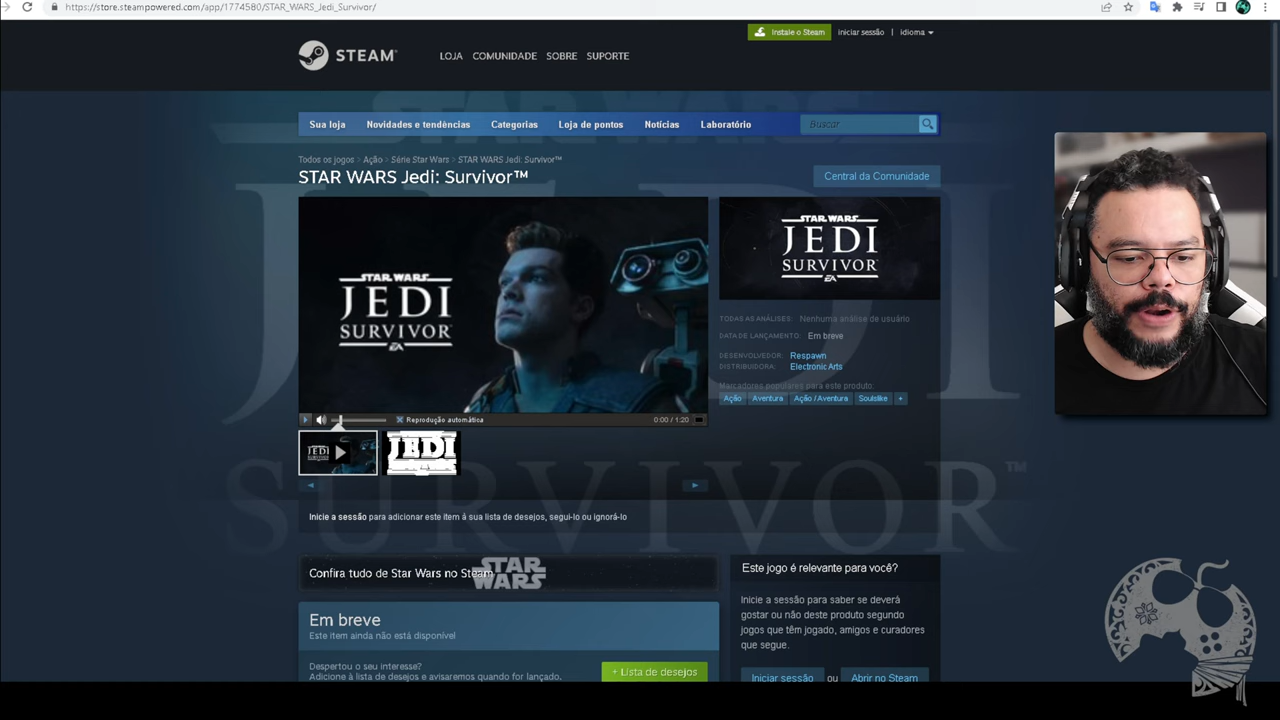 https://store.steampowered.com/app/1774580/STAR_WARS_Jedi_Survivor/
Instale o Steam
iniciar sessão | idioma
STEAM
LOJA COMUNIDADE SOBRE SUPORTE
Sua loja Novidades e tendências Categorias Loja de pontos Notícias Laboratório Buscar
Todos os jogos > Ação > Série Star Wars > STAR WARS Jedi: Survivor™
STAR WARS Jedi: Survivor™
Central da Comunidade
STAR WARS
JEDI
SURVIVOR
EA
STAR WARS
JEDI
SURVIVOR
EA
TODAS AS ANÁLISES: Nenhuma análise de usuário
DATA DE LANÇAMENTO: Em breve
DESENVOLVEDOR: Respawn
DISTRIBUIDORA: Electronic Arts
Marcadores populares para este produto:
Ação Aventura Ação / Aventura Soulslike +
Reprodução automática 0:00 / 1:20
JEDI
JEDI
Inicie a sessão para adicionar este item à sua lista de desejos, segui-lo ou ignorá-lo
Confira tudo de Star Wars no Steam
STAR WARS
Em breve
Este item ainda não está disponível
Despertou o seu interesse?
Adicione à lista de desejos e avisaremos quando for lançado.
+ Lista de desejos
Este jogo é relevante para você?
Inicie a sessão para saber se deverá
gostar ou não deste produto segundo
jogos que têm jogado, amigos e curadores
que segue.
Iniciar sessão ou Abrir no Steam
STAR WARS
JEDI
SURVIVOR™